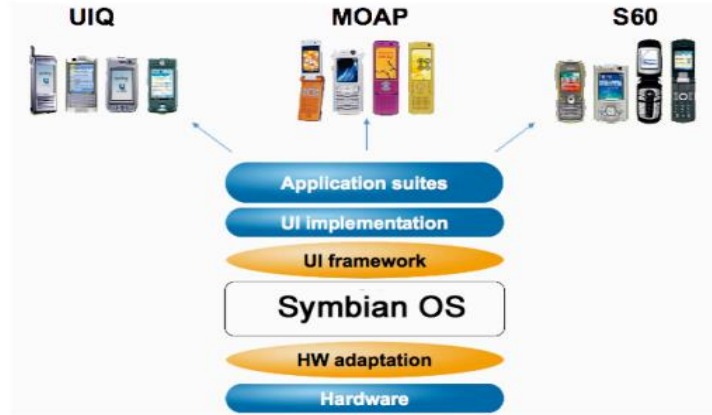 UIQ MOAP S60
Application suites
UI implementation
UI framework
Symbian OS
HW adaptation
Hardware